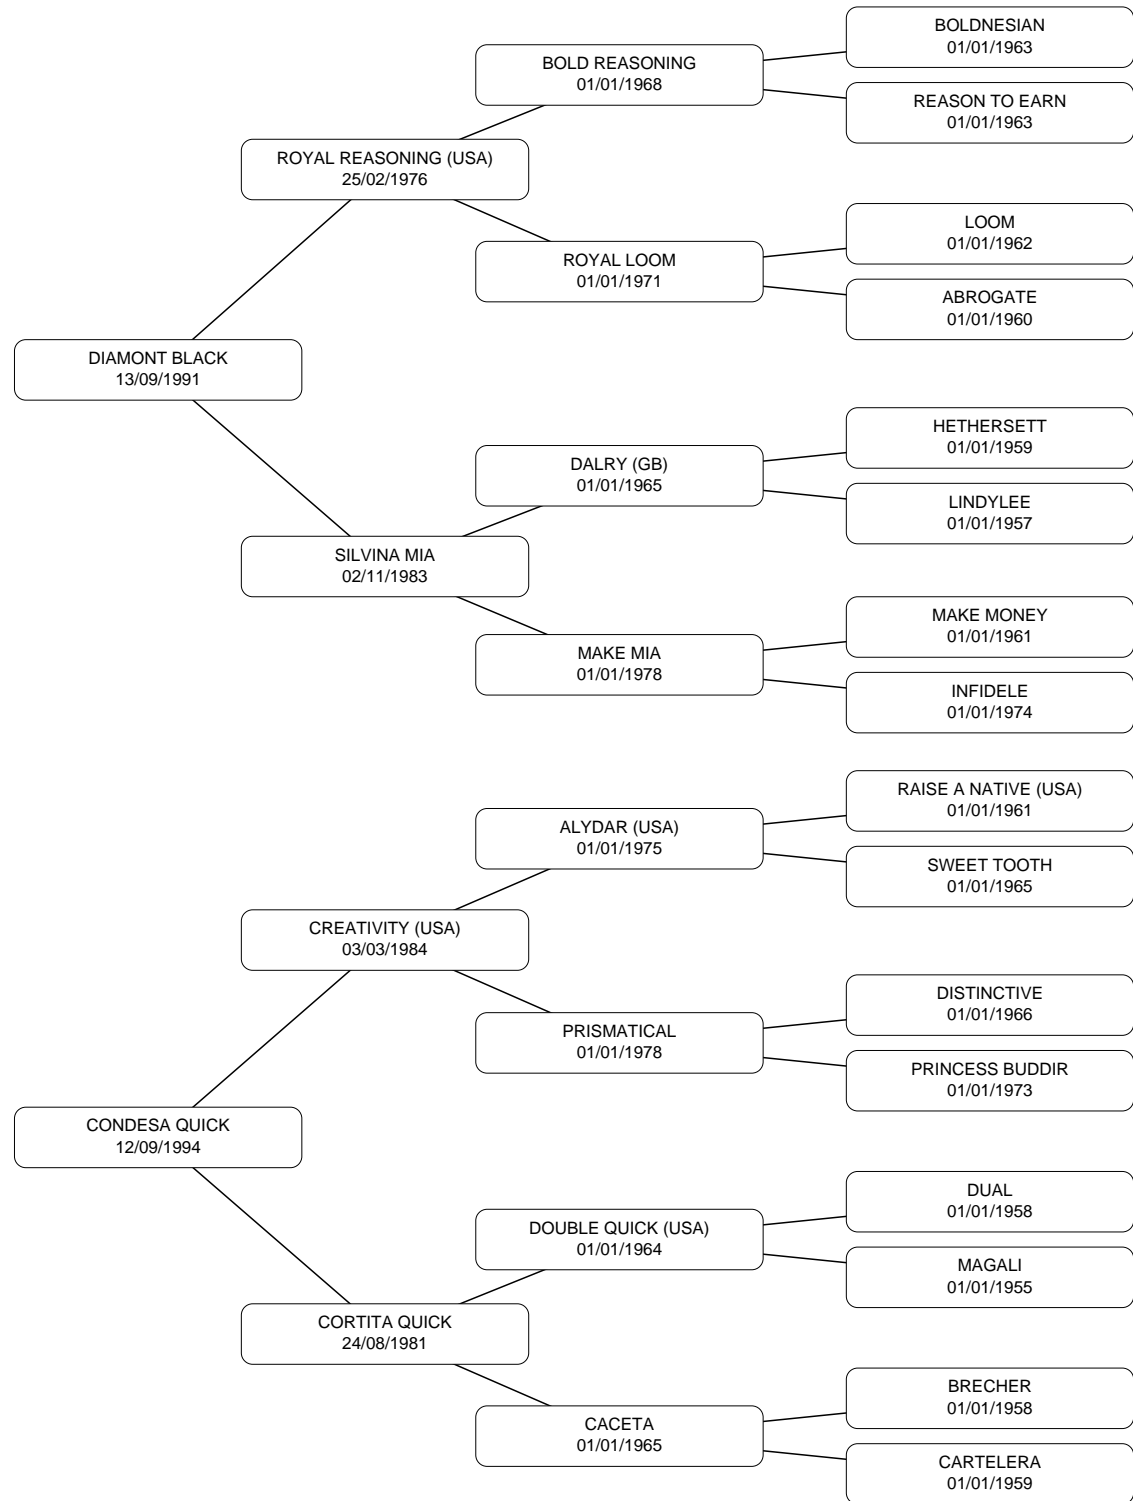 BOLDNESIAN
01/01/1963
BOLD REASONING
01/01/1968
REASON TO EARN
01/01/1963
ROYAL REASONING (USA)
25/02/1976
LOOM
01/01/1962
ROYAL LOOM
01/01/1971
ABROGATE
01/01/1960
DIAMONT BLACK
13/09/1991
HETHERSETT
01/01/1959
DALRY (GB)
01/01/1965
LINDYLEE
01/01/1957
SILVINA MIA
02/11/1983
MAKE MONEY
01/01/1961
MAKE MIA
01/01/1978
INFIDELE
01/01/1974
RAISE A NATIVE (USA)
01/01/1961
ALYDAR (USA)
01/01/1975
SWEET TOOTH
01/01/1965
CREATIVITY (USA)
03/03/1984
DISTINCTIVE
01/01/1966
PRISMATICAL
01/01/1978
PRINCESS BUDDIR
01/01/1973
CONDESA QUICK
12/09/1994
DUAL
01/01/1958
DOUBLE QUICK (USA)
01/01/1964
MAGALI
01/01/1955
CORTITA QUICK
24/08/1981
BRECHER
01/01/1958
CACETA
01/01/1965
CARTELERA
01/01/1959